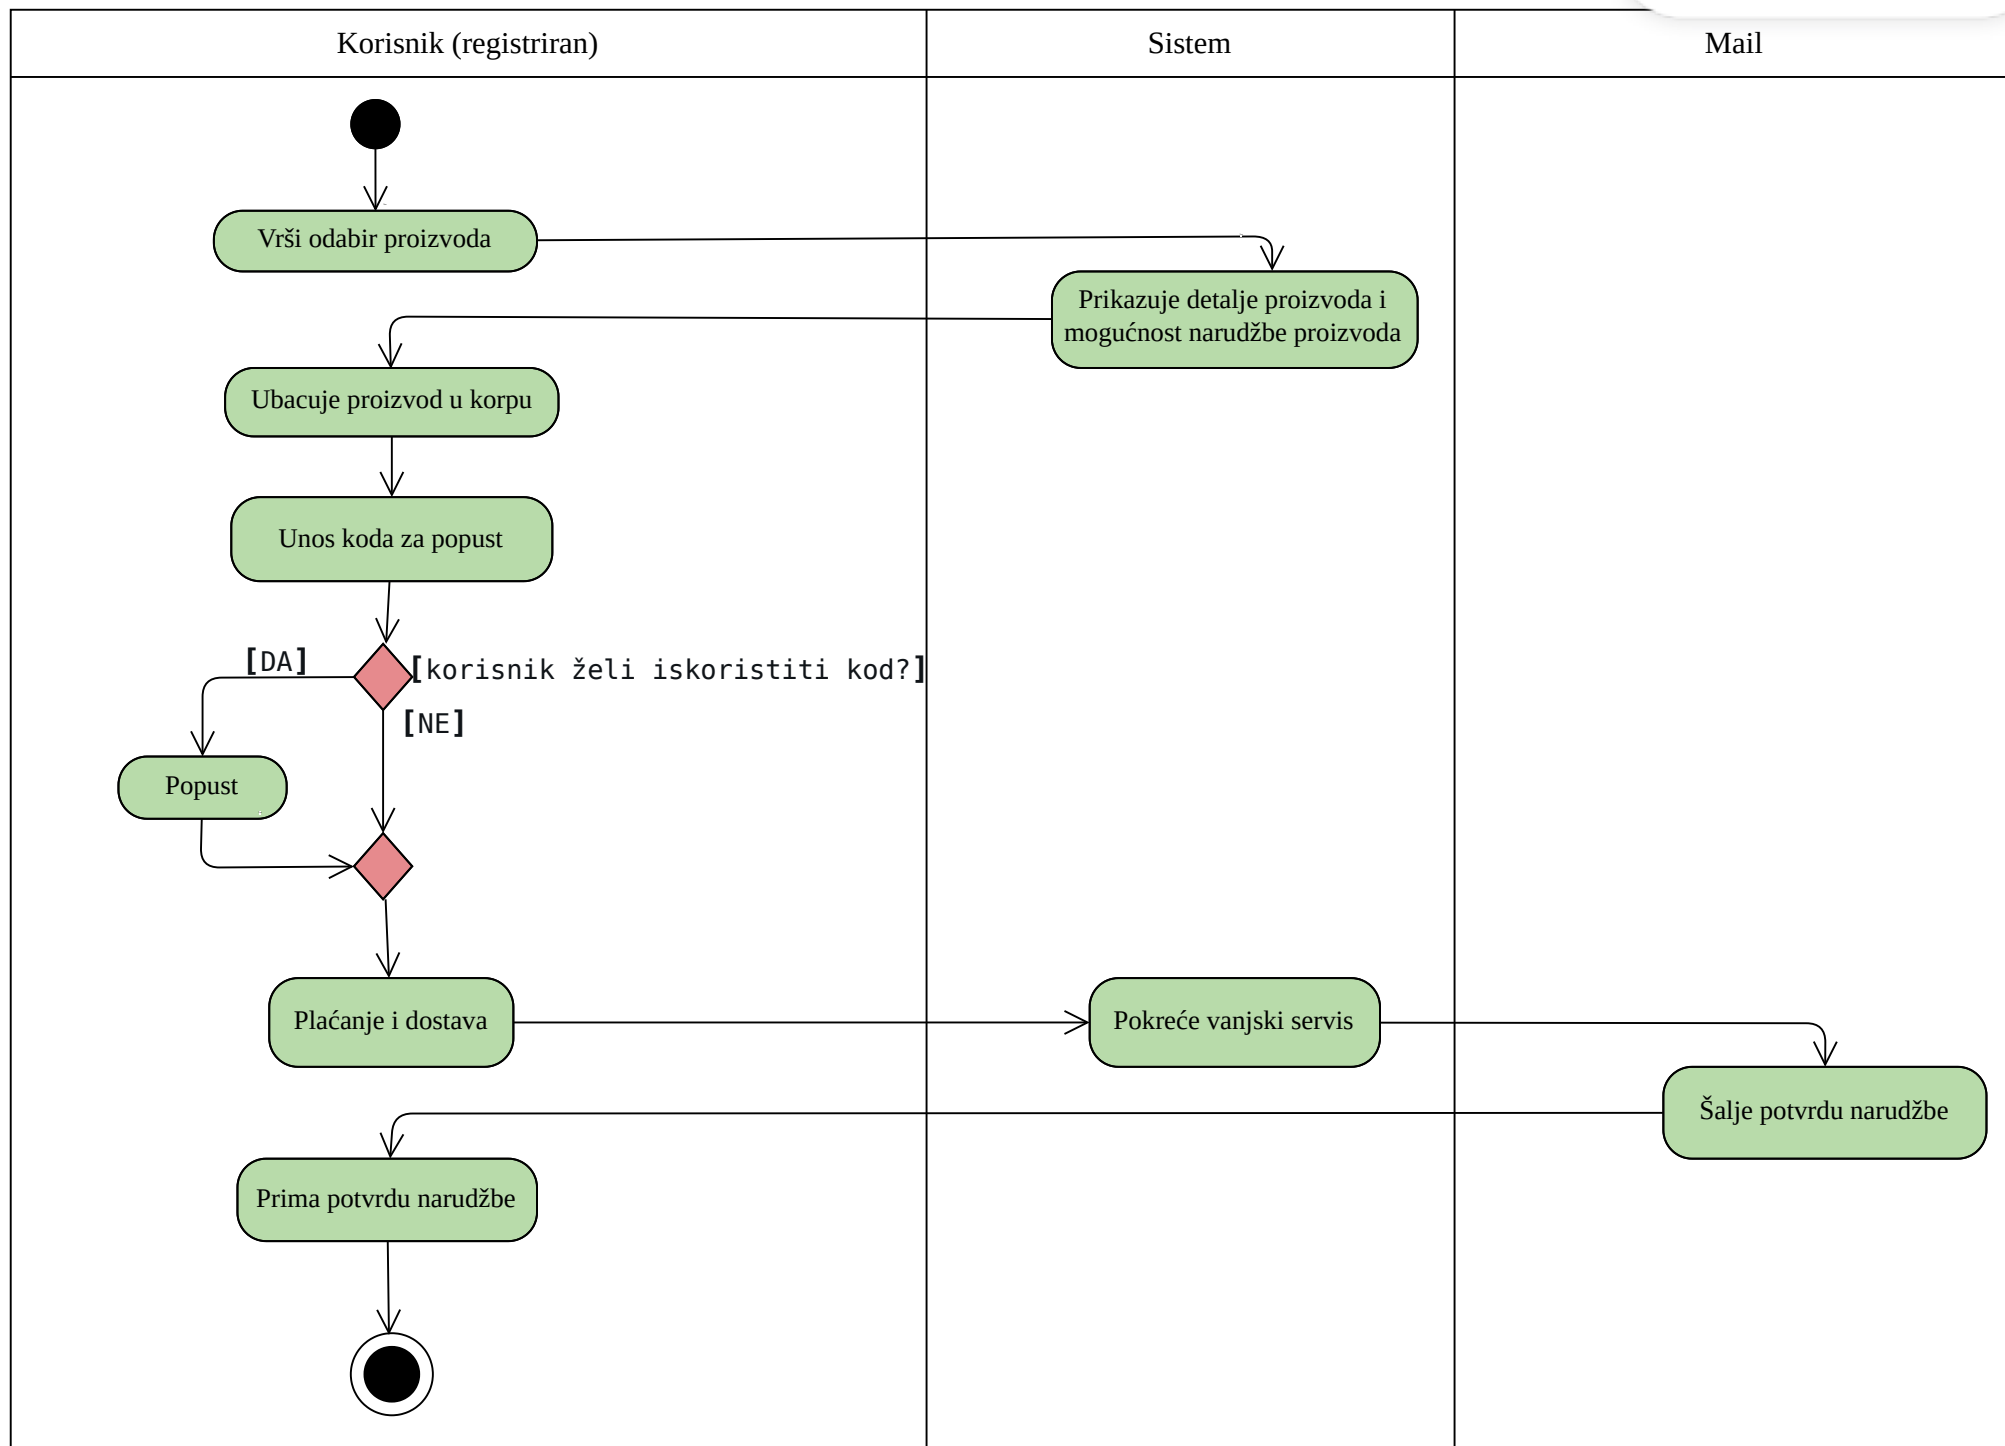 Korisnik (registriran)
Sistem
Mail
Vrši odabir proizvoda
Prikazuje detalje proizvoda i
mogućnost narudžbe proizvoda
Ubacuje proizvod u korpu
Unos koda za popust
[DA]
[korisnik želi iskoristiti kod?]
[NE]
Popust
Plaćanje i dostava
Pokreće vanjski servis
Šalje potvrdu narudžbe
Prima potvrdu narudžbe